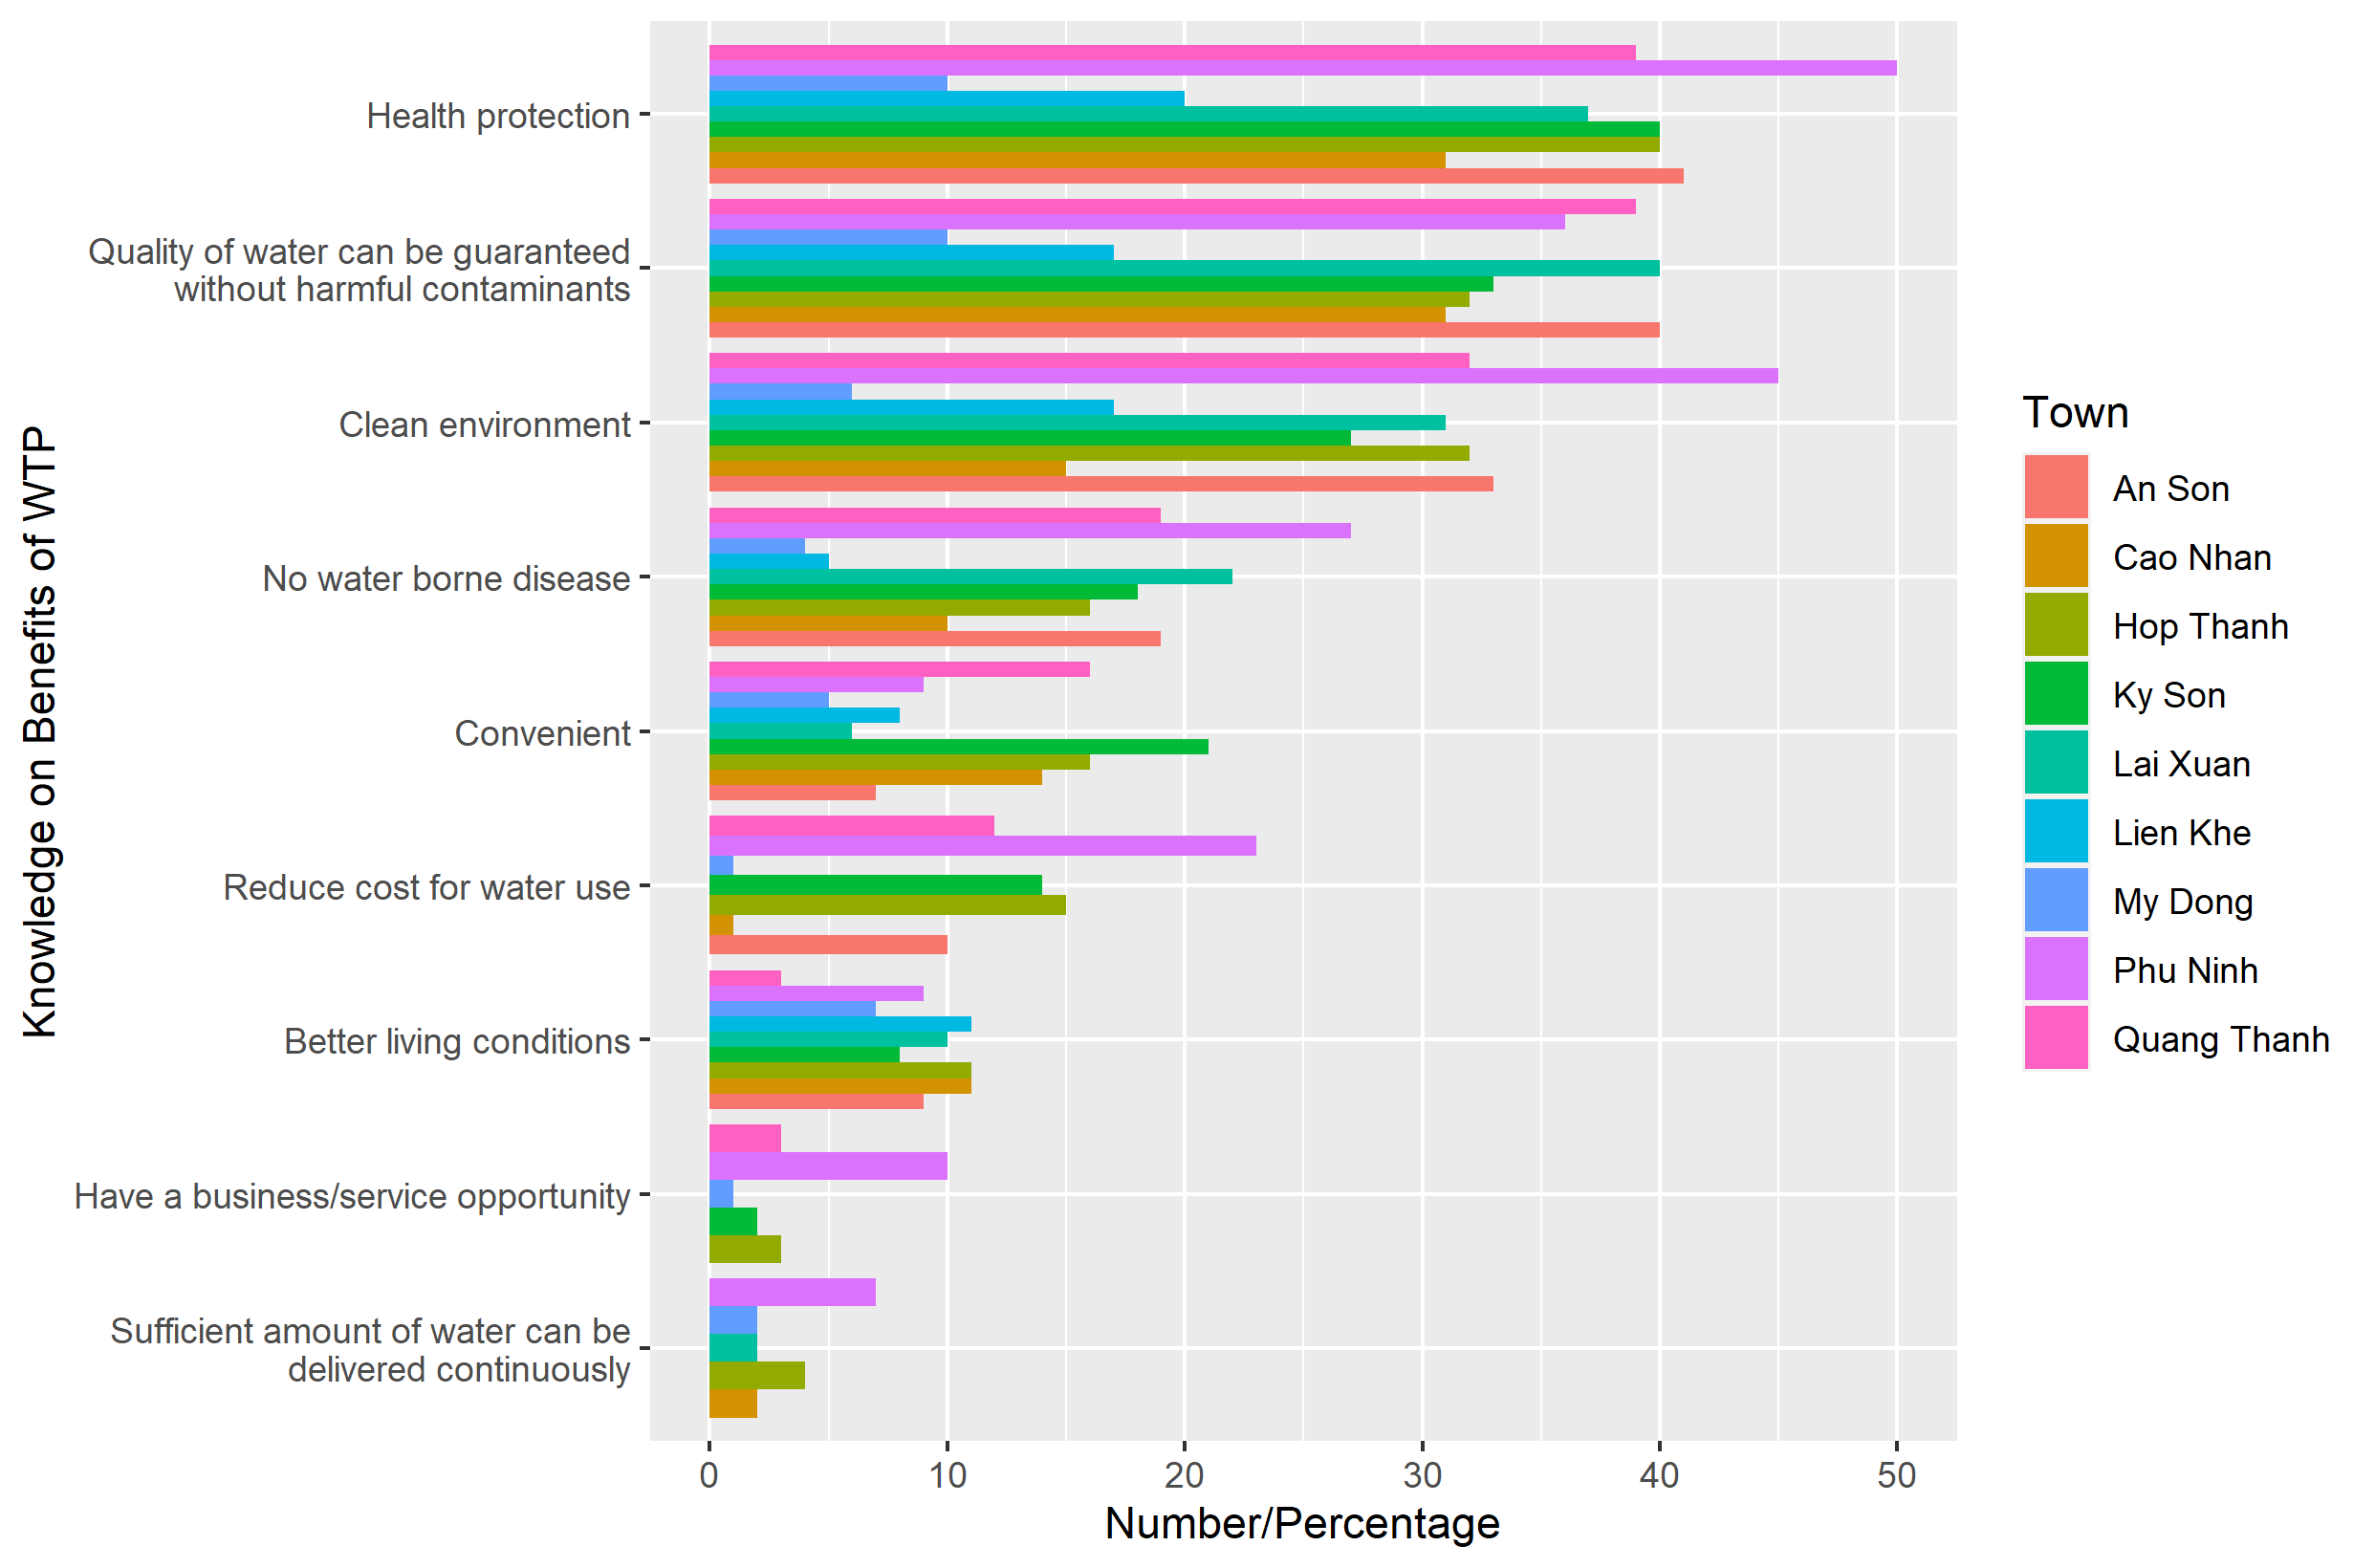 Knowledge on Benefits of WTP
Health protection
Quality of water can be guaranteed
without harmful contaminants
Clean environment
No water borne disease
Convenient
Reduce cost for water use
Better living conditions
Have a business/service opportunity
Sufficient amount of water can be
delivered continuously
0 10 20 30 40 50
Number/Percentage
Town
An Son
Cao Nhan
Hop Thanh
Ky Son
Lai Xuan
Lien Khe
My Dong
Phu Ninh
Quang Thanh